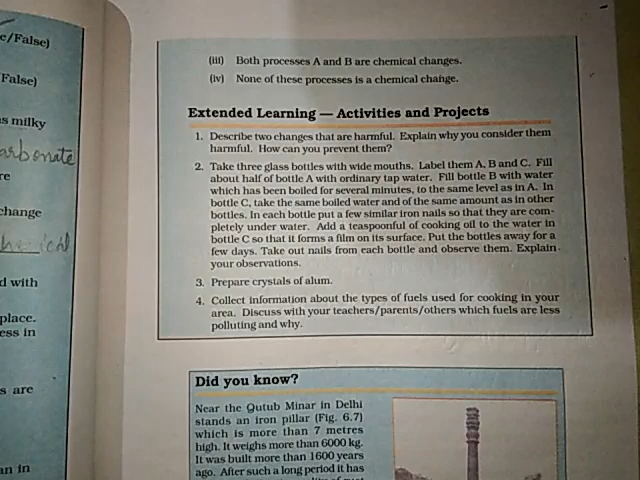 e/False)
False)
s milky
arbonate
re
change
d with
place.
ess in
s are
an in
(iii) Both processes A and B are chemical changes.
(iv) None of these processes is a chemical change.
Extended Learning — Activities and Projects
1. Describe two changes that are harmful. Explain why you consider them
harmful. How can you prevent them?
2. Take three glass bottles with wide mouths. Label them A, B and C. Fill
about half of bottle A with ordinary tap water. Fill bottle B with water
which has been boiled for several minutes, to the same level as in A. In
bottle C, take the same boiled water and of the same amount as in other
bottles. In each bottle put a few similar iron nails so that they are com-
pletely under water. Add a teaspoonful of cooking oil to the water in
bottle C so that it forms a film on its surface. Put the bottles away for a
few days. Take out nails from each bottle and observe them. Explain
your observations.
3. Prepare crystals of alum.
4. Collect information about the types of fuels used for cooking in your
area. Discuss with your teachers/parents/others which fuels are less
polluting and why.
Did you know?
Near the Qutub Minar in Delhi
stands an iron pillar (Fig. 6.7)
which is more than 7 metres
high. It weighs more than 6000 kg.
It was built more than 1600 years
ago. After such a long period it has